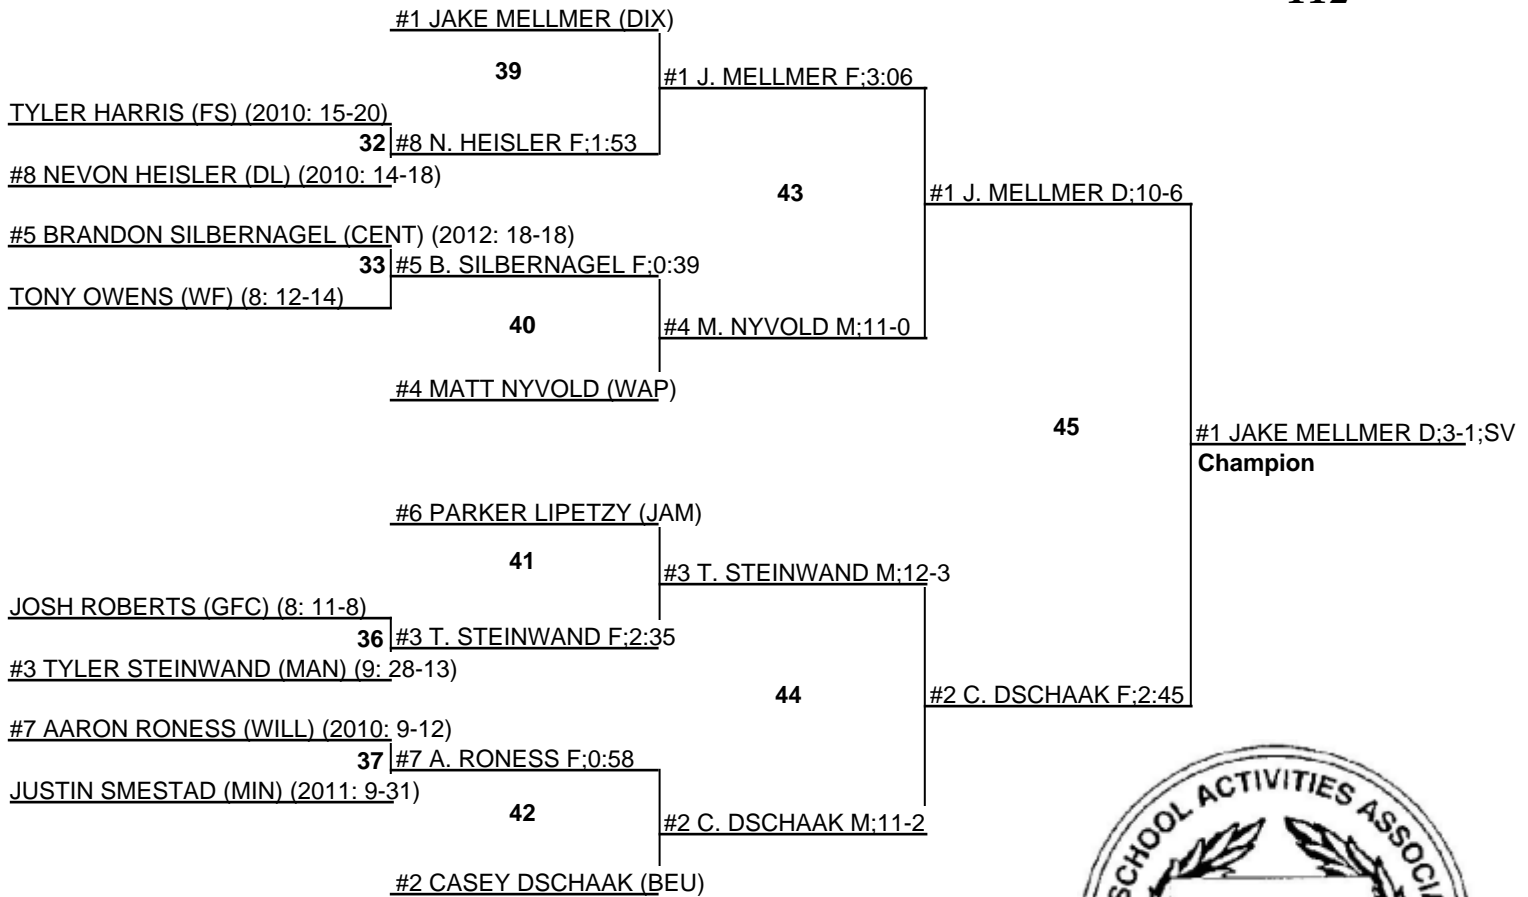 #1 JAKE MELLMER (DIX)
39
#1 J. MELLMER F;3:06
TYLER HARRIS (FS) (2010: 15-20)
32 #8 N. HEISLER F;1:53
#8 NEVON HEISLER (DL) (2010: 14-18)
43
#1 J. MELLMER D;10-6
#5 BRANDON SILBERNAGEL (CENT) (2012: 18-18)
33 #5 B. SILBERNAGEL F;0:39
TONY OWENS (WF) (8: 12-14)
40
#4 M. NYVOLD M;11-0
#4 MATT NYVOLD (WAP)
45
#1 JAKE MELLMER D;3-1;SV
Champion
#6 PARKER LIPETZY (JAM)
41
#3 T. STEINWAND M;12-3
JOSH ROBERTS (GFC) (8: 11-8)
36 #3 T. STEINWAND F;2:35
#3 TYLER STEINWAND (MAN) (9: 28-13)
44
#2 C. DSCHAAK F;2:45
#7 AARON RONESS (WILL) (2010: 9-12)
37 #7 A. RONESS F;0:58
JUSTIN SMESTAD (MIN) (2011: 9-31)
42
#2 C. DSCHAAK M;11-2
#2 CASEY DSCHAAK (BEU)
SCHOOL ACTIVITIES ASSOCIA